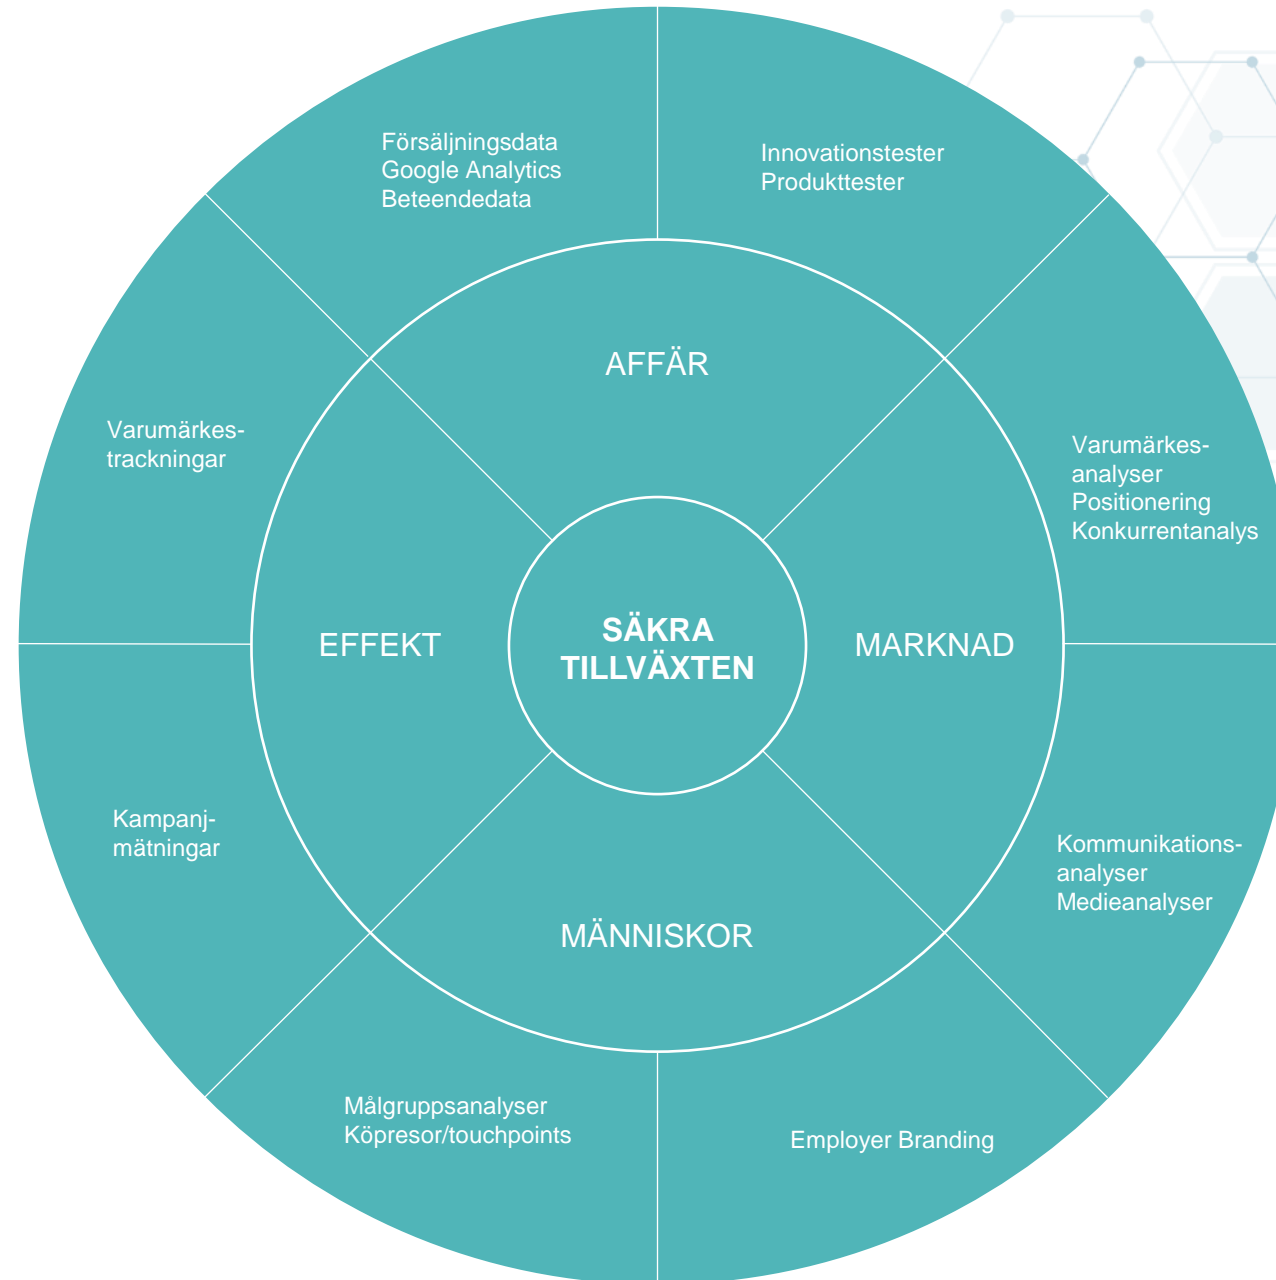 Försäljningsdata
Google Analytics
Beteendedata
Innovationstester
Produkttester
AFFÄR
Varumärkes-
trackningar
Varumärkes-
analyser
Positionering
Konkurrentanalys
EFFEKT
SÄKRA
TILLVÄXTEN
MARKNAD
Kampanj-
mätningar
Kommunikations-
analyser
Medieanalyser
MÄNNISKOR
Målgruppsanalyser
Köpresor/touchpoints
Employer Branding